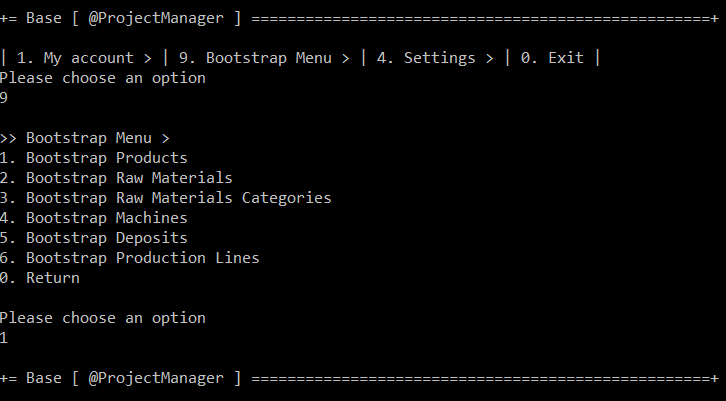 += Base [ @ProjectManager ] ===================================================+
| 1. My account > | 9. Bootstrap Menu > | 4. Settings > | 0. Exit |
Please choose an option
9
>> Bootstrap Menu >
1. Bootstrap Products
2. Bootstrap Raw Materials
3. Bootstrap Raw Materials Categories
4. Bootstrap Machines
5. Bootstrap Deposits
6. Bootstrap Production Lines
0. Return
Please choose an option
1
+= Base [ @ProjectManager ] ===================================================+